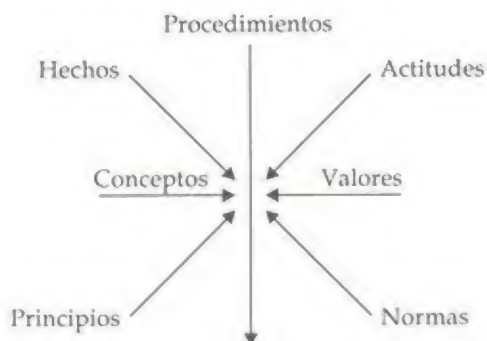 Procedimientos
Hechos
Actitudes
Conceptos
Valores
Principios
Normas